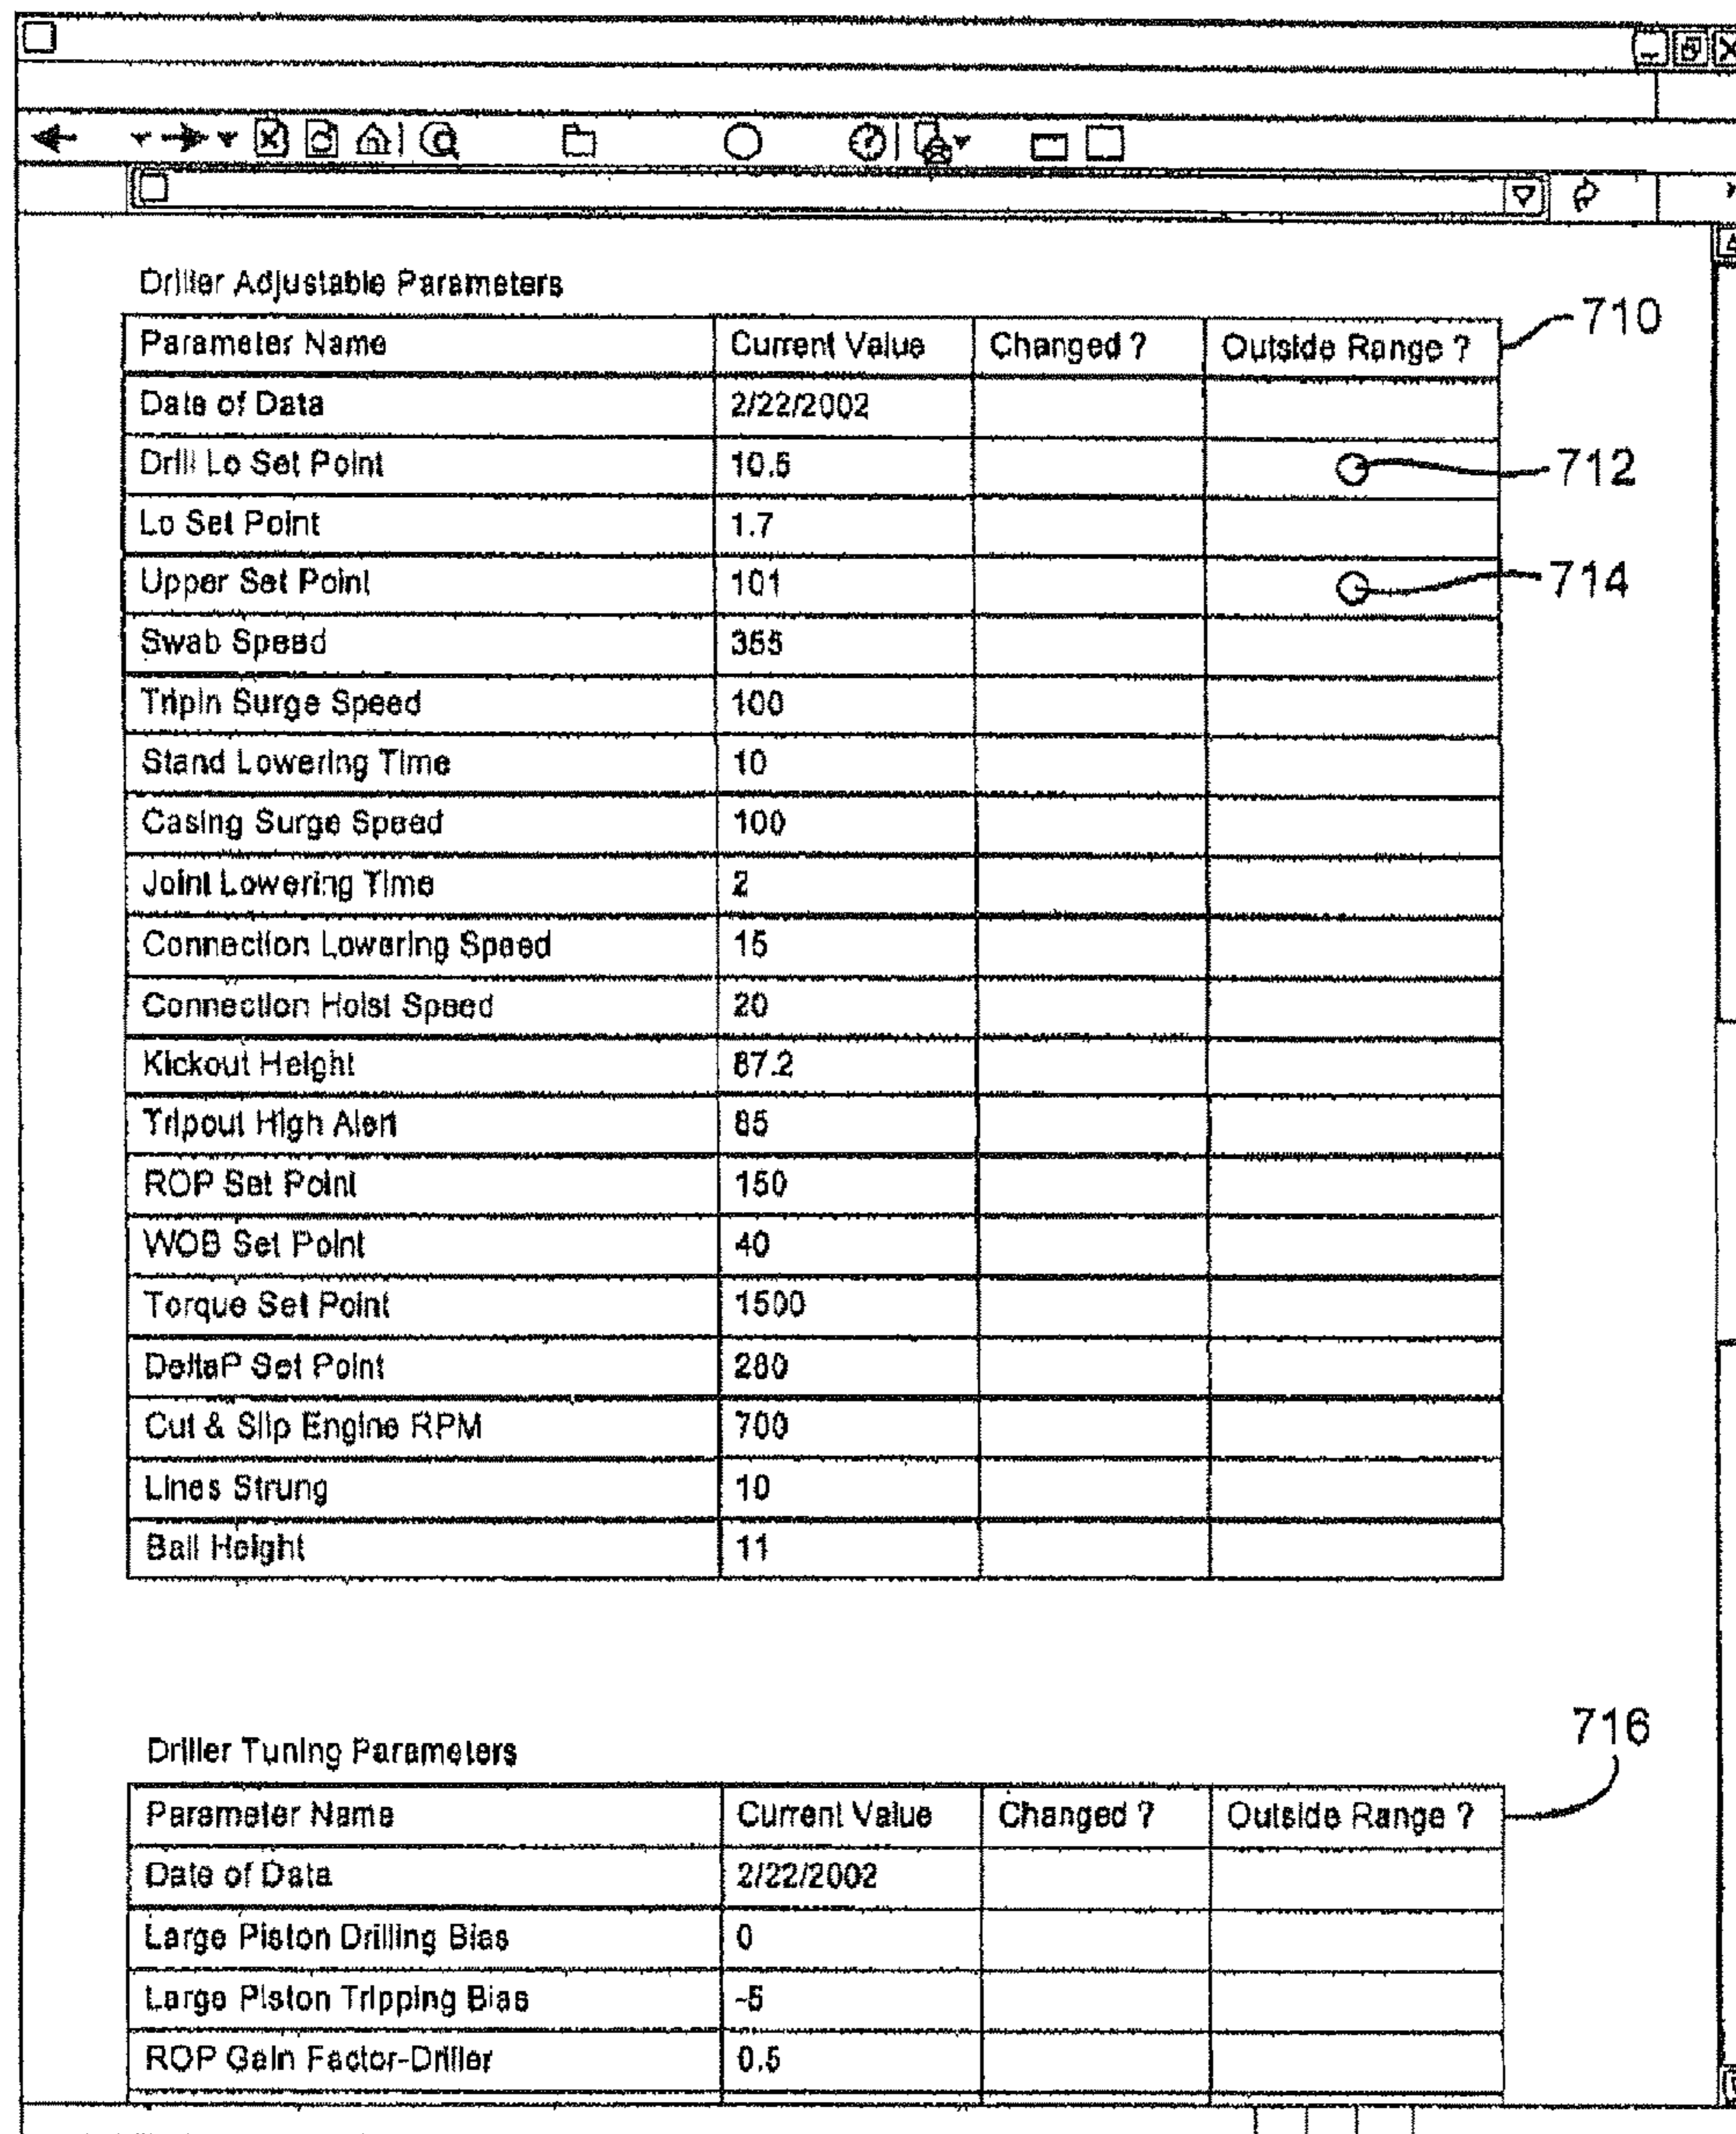 Driller Adjustable Parameters
710
Parameter Name Current Value Changed ? Outside Range ?
Date of Data 2/22/2002
Drill Lo Set Point 10.5 712
Lo Set Point 1.7
Upper Set Point 101 714
Swab Speed 355
Tripin Surge Speed 100
Stand Lowering Time 10
Casing Surge Speed 100
Joint Lowering Time 2
Connection Lowering Speed 15
Connection Hoist Speed 20
Kickout Height 87.2
Tripout High Alert 85
ROP Set Point 150
WOB Set Point 40
Torque Set Point 1500
DeltaP Set Point 280
Cut & Slip Engine RPM 700
Lines Strung 10
Ball Height 11
716
Driller Tuning Parameters
Parameter Name Current Value Changed ? Outside Range ?
Date of Data 2/22/2002
Large Piston Drilling Bias 0
Large Piston Tripping Bias -5
ROP Gain Factor-Driller 0.5